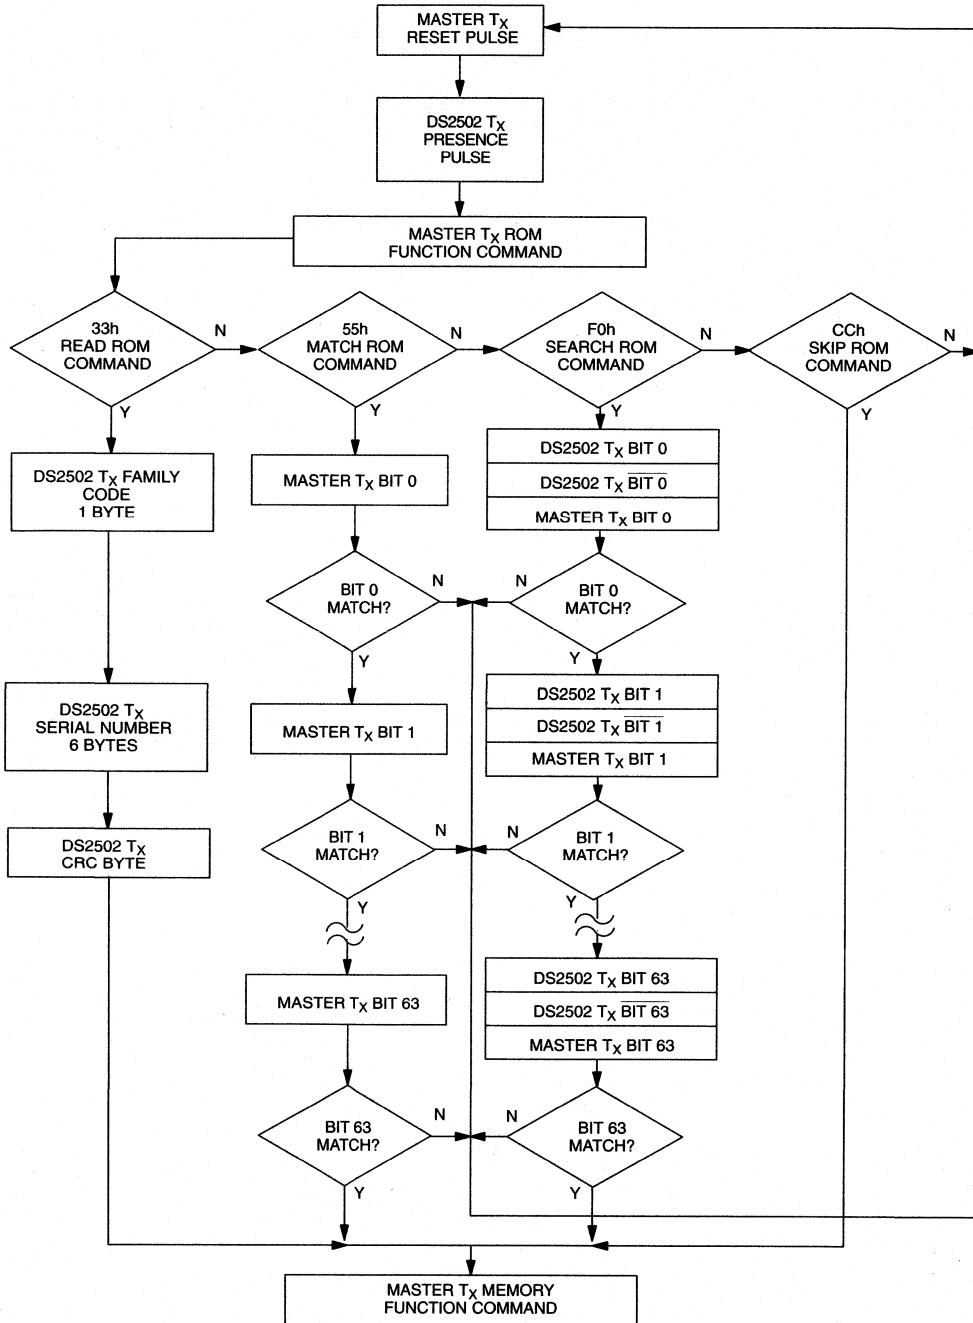 MASTER TX
RESET PULSE
DS2502 TX
PRESENCE
PULSE
MASTER TX ROM
FUNCTION COMMAND
33h
READ ROM
COMMAND
N
Y
55h
MATCH ROM
COMMAND
N
Y
F0h
SEARCH ROM
COMMAND
N
Y
CCh
SKIP ROM
COMMAND
N
Y
DS2502 TX FAMILY
CODE
1 BYTE
DS2502 TX
SERIAL NUMBER
6 BYTES
DS2502 TX
CRC BYTE
MASTER TX BIT 0
BIT 0
MATCH?
N
Y
MASTER TX BIT 1
BIT 1
MATCH?
N
Y
MASTER TX BIT 63
BIT 63
MATCH?
N
Y
DS2502 TX BIT 0
DS2502 TX BIT 0
MASTER TX BIT 0
BIT 0
MATCH?
N
Y
DS2502 TX BIT 1
DS2502 TX BIT 1
MASTER TX BIT 1
BIT 1
MATCH?
N
Y
DS2502 TX BIT 63
DS2502 TX BIT 63
MASTER TX BIT 63
BIT 63
MATCH?
N
Y
MASTER TX MEMORY
FUNCTION COMMAND